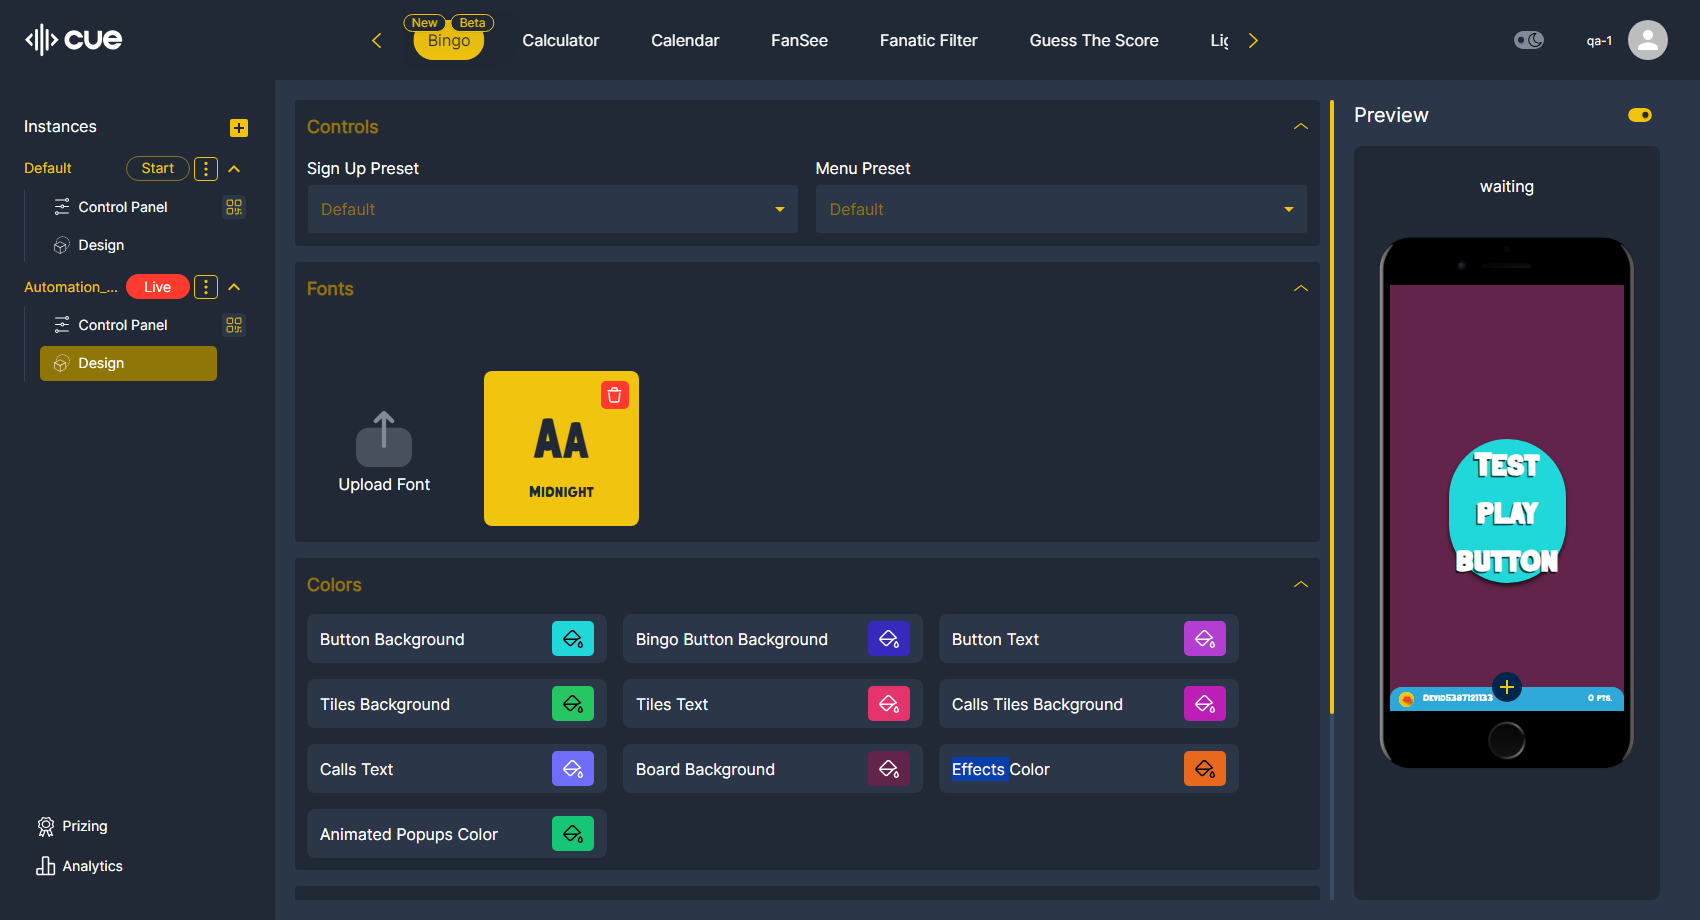 cue
New Beta
Bingo Calculator Calendar FanSee Fanatic Filter Guess The Score
qa-1
Instances
Default Start
Control Panel
Design
Automation_... Live
Control Panel
Design
Prizing
Analytics
Controls
Sign Up Preset Menu Preset
Default Default
Fonts
Upload Font
AA
MIDNIGHT
Colors
Button Background Bingo Button Background Button Text
Tiles Background Tiles Text Calls Tiles Background
Calls Text Board Background Effects Color
Animated Popups Color
Preview
waiting
TEST
PLAY
BUTTON
DEVID5387121133 0 PTS.